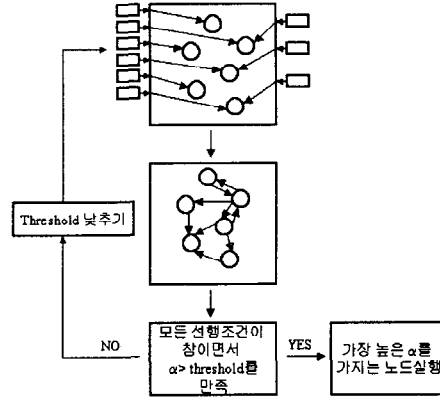 Threshold 낮추기
NO
모든 선행조건이
참이면서
α> threshold를
만족
YES
가장 높은 α를
가지는 노드실행